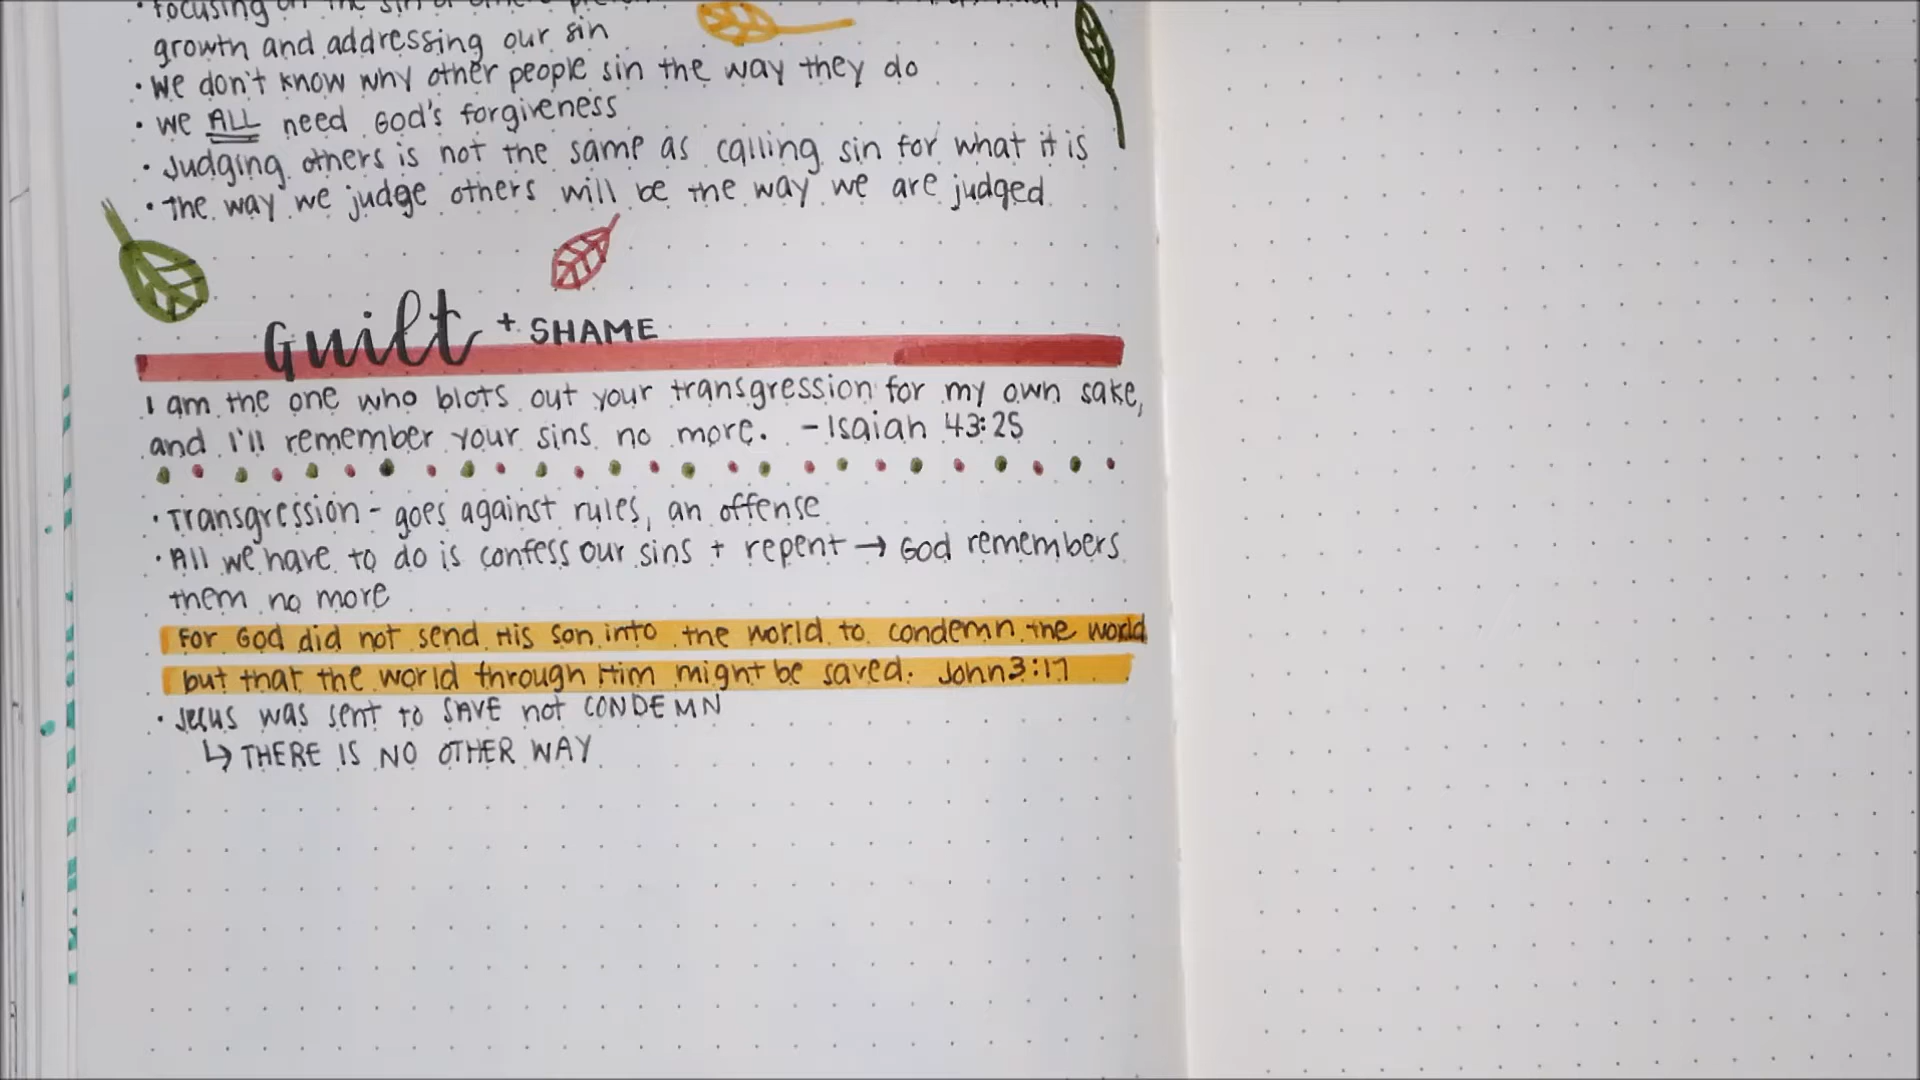 • focusing on the sin of others
growth and addressing our sin
• we don't know why other people sin the way they do
• we ALL need God's forgiveness
• Judging others is not the same as calling sin for what it is
• the way we judge others will be the way we are judged
Guilt + SHAME
I am the one who blots out your transgression for my own sake,
and I'll remember your sins no more. - Isaiah 43:25
• Transgression - goes against rules, an offense
• All we have to do is confess our sins + repent → God remembers
them no more
For God did not send His son into the world to condemn the world
but that the world through Him might be saved. John 3:17
• Jesus was sent to SAVE not CONDEMN
↳ THERE IS NO OTHER WAY